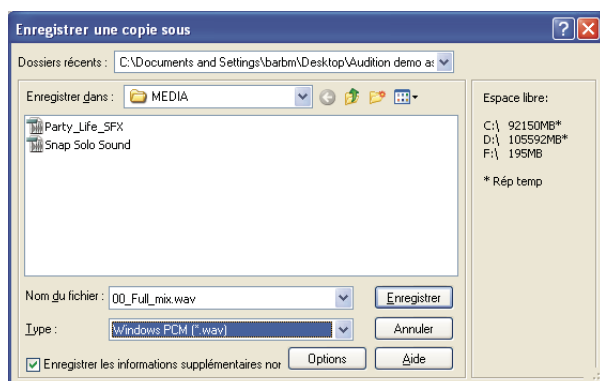 Enregistrer une copie sous
Dossiers récents : C:\Documents and Settings\barbm\Desktop\Audition demo a
Enregistrer dans : MEDIA
Espace libre:
C:\ 92150MB*
D:\ 105592MB*
F:\ 195MB
* Rép temp
Party_Life_SFX
Snap Solo Sound
Nom du fichier : 00_Full_mix.wav
Enregistrer
Type : Windows PCM (*.wav)
Annuler
Enregistrer les informations supplémentaires nor
Options
Aide